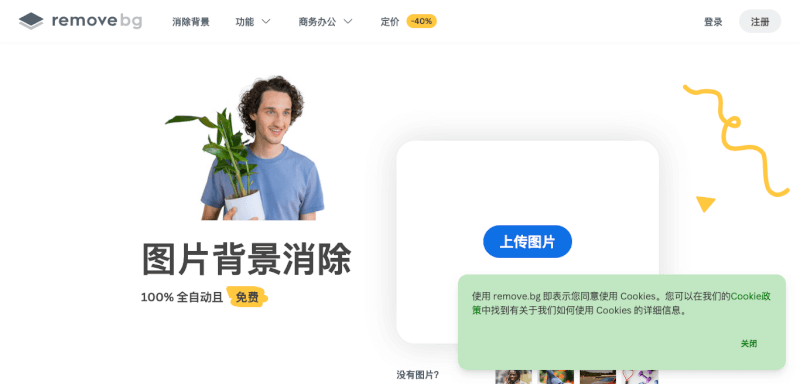 removebg
消除背景
功能
商务办公
定价
-40%
登录
注册
图片背景消除
100% 全自动且 免费
上传图片
使用 remove.bg 即表示您同意使用 Cookies。您可以在我们的Cookie政
策中找到有关于我们如何使用 Cookies 的详细信息。
关闭
没有图片?